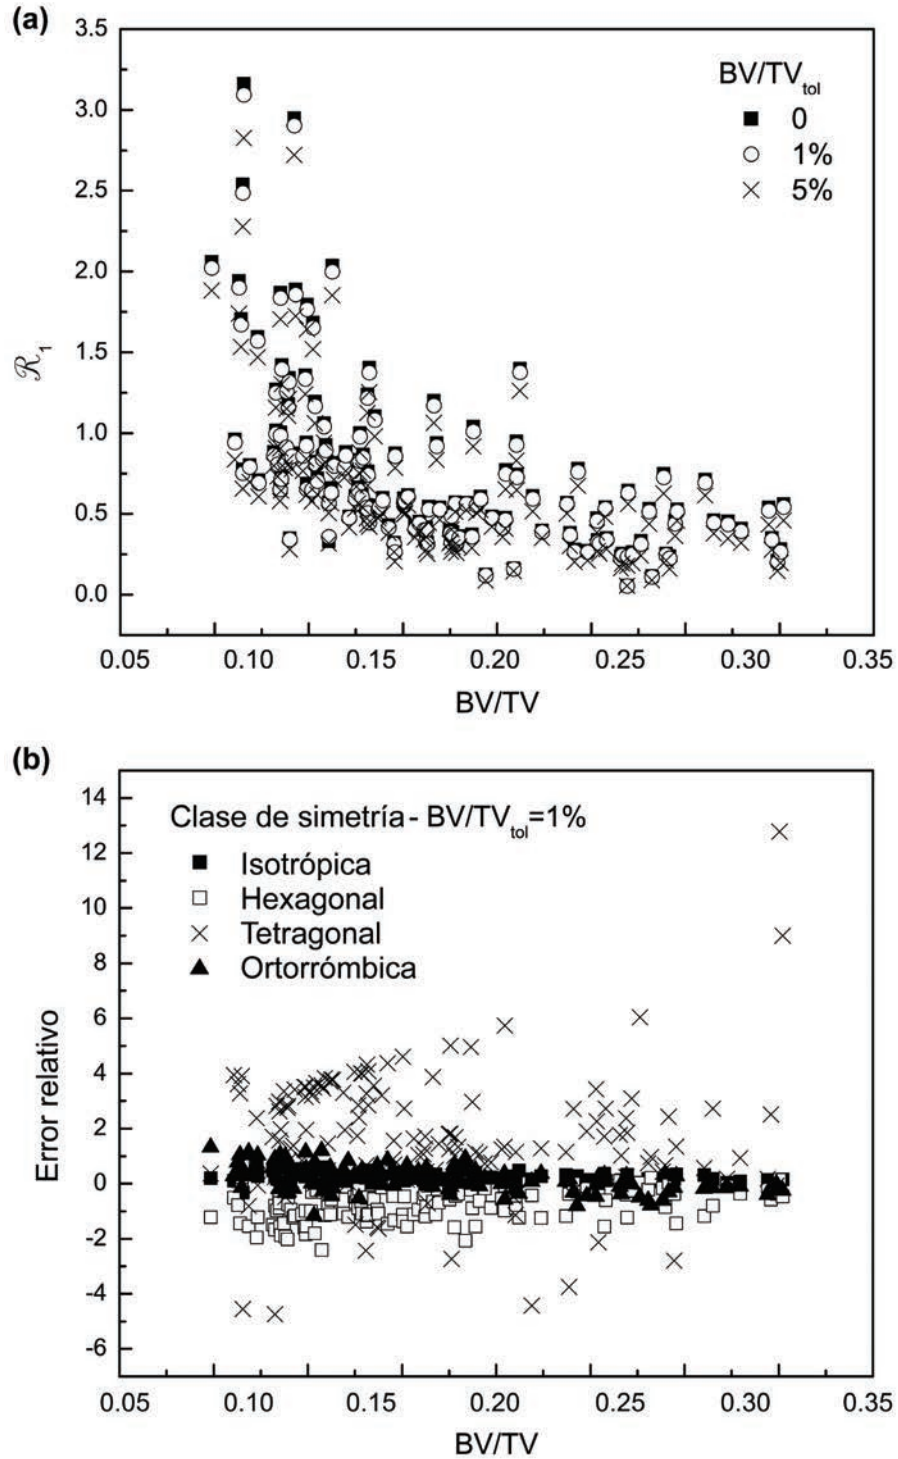 (a)
3.5
3.0
2.5
2.0
1.5
1.0
0.5
0.0
ℛ1
BV/TVtol
0
1%
5%
0.05 0.10 0.15 0.20 0.25 0.30 0.35
BV/TV
(b)
14
12
10
8
6
4
2
0
-2
-4
-6
Error relativo
Clase de simetría - BV/TVtol=1%
Isotrópica
Hexagonal
Tetragonal
Ortorrómbica
0.05 0.10 0.15 0.20 0.25 0.30 0.35
BV/TV